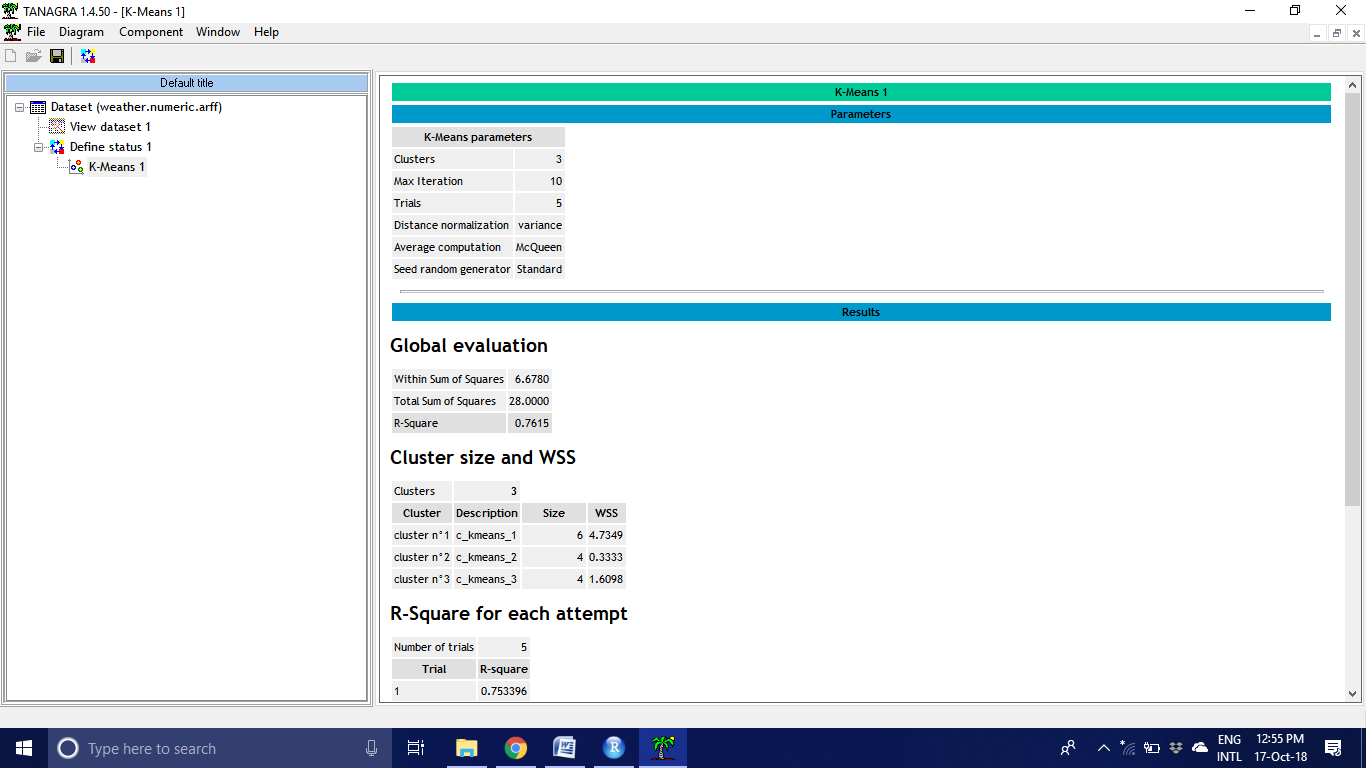 TANAGRA 1.4.50 - [K-Means 1]
File Diagram Component Window Help
Default title
Dataset (weather.numeric.arff)
View dataset 1
Define status 1
K-Means 1
K-Means 1
Parameters
K-Means parameters
Clusters 3
Max Iteration 10
Trials 5
Distance normalization variance
Average computation McQueen
Seed random generator Standard
Results
Global evaluation
Within Sum of Squares 6.6780
Total Sum of Squares 28.0000
R-Square 0.7615
Cluster size and WSS
Clusters 3
Cluster Description Size WSS
cluster n°1 c_kmeans_1 6 4.7349
cluster n°2 c_kmeans_2 4 0.3333
cluster n°3 c_kmeans_3 4 1.6098
R-Square for each attempt
Number of trials 5
Trial R-square
1 0.753396
Type here to search
ENG 12:55 PM
INTL 17-Oct-18